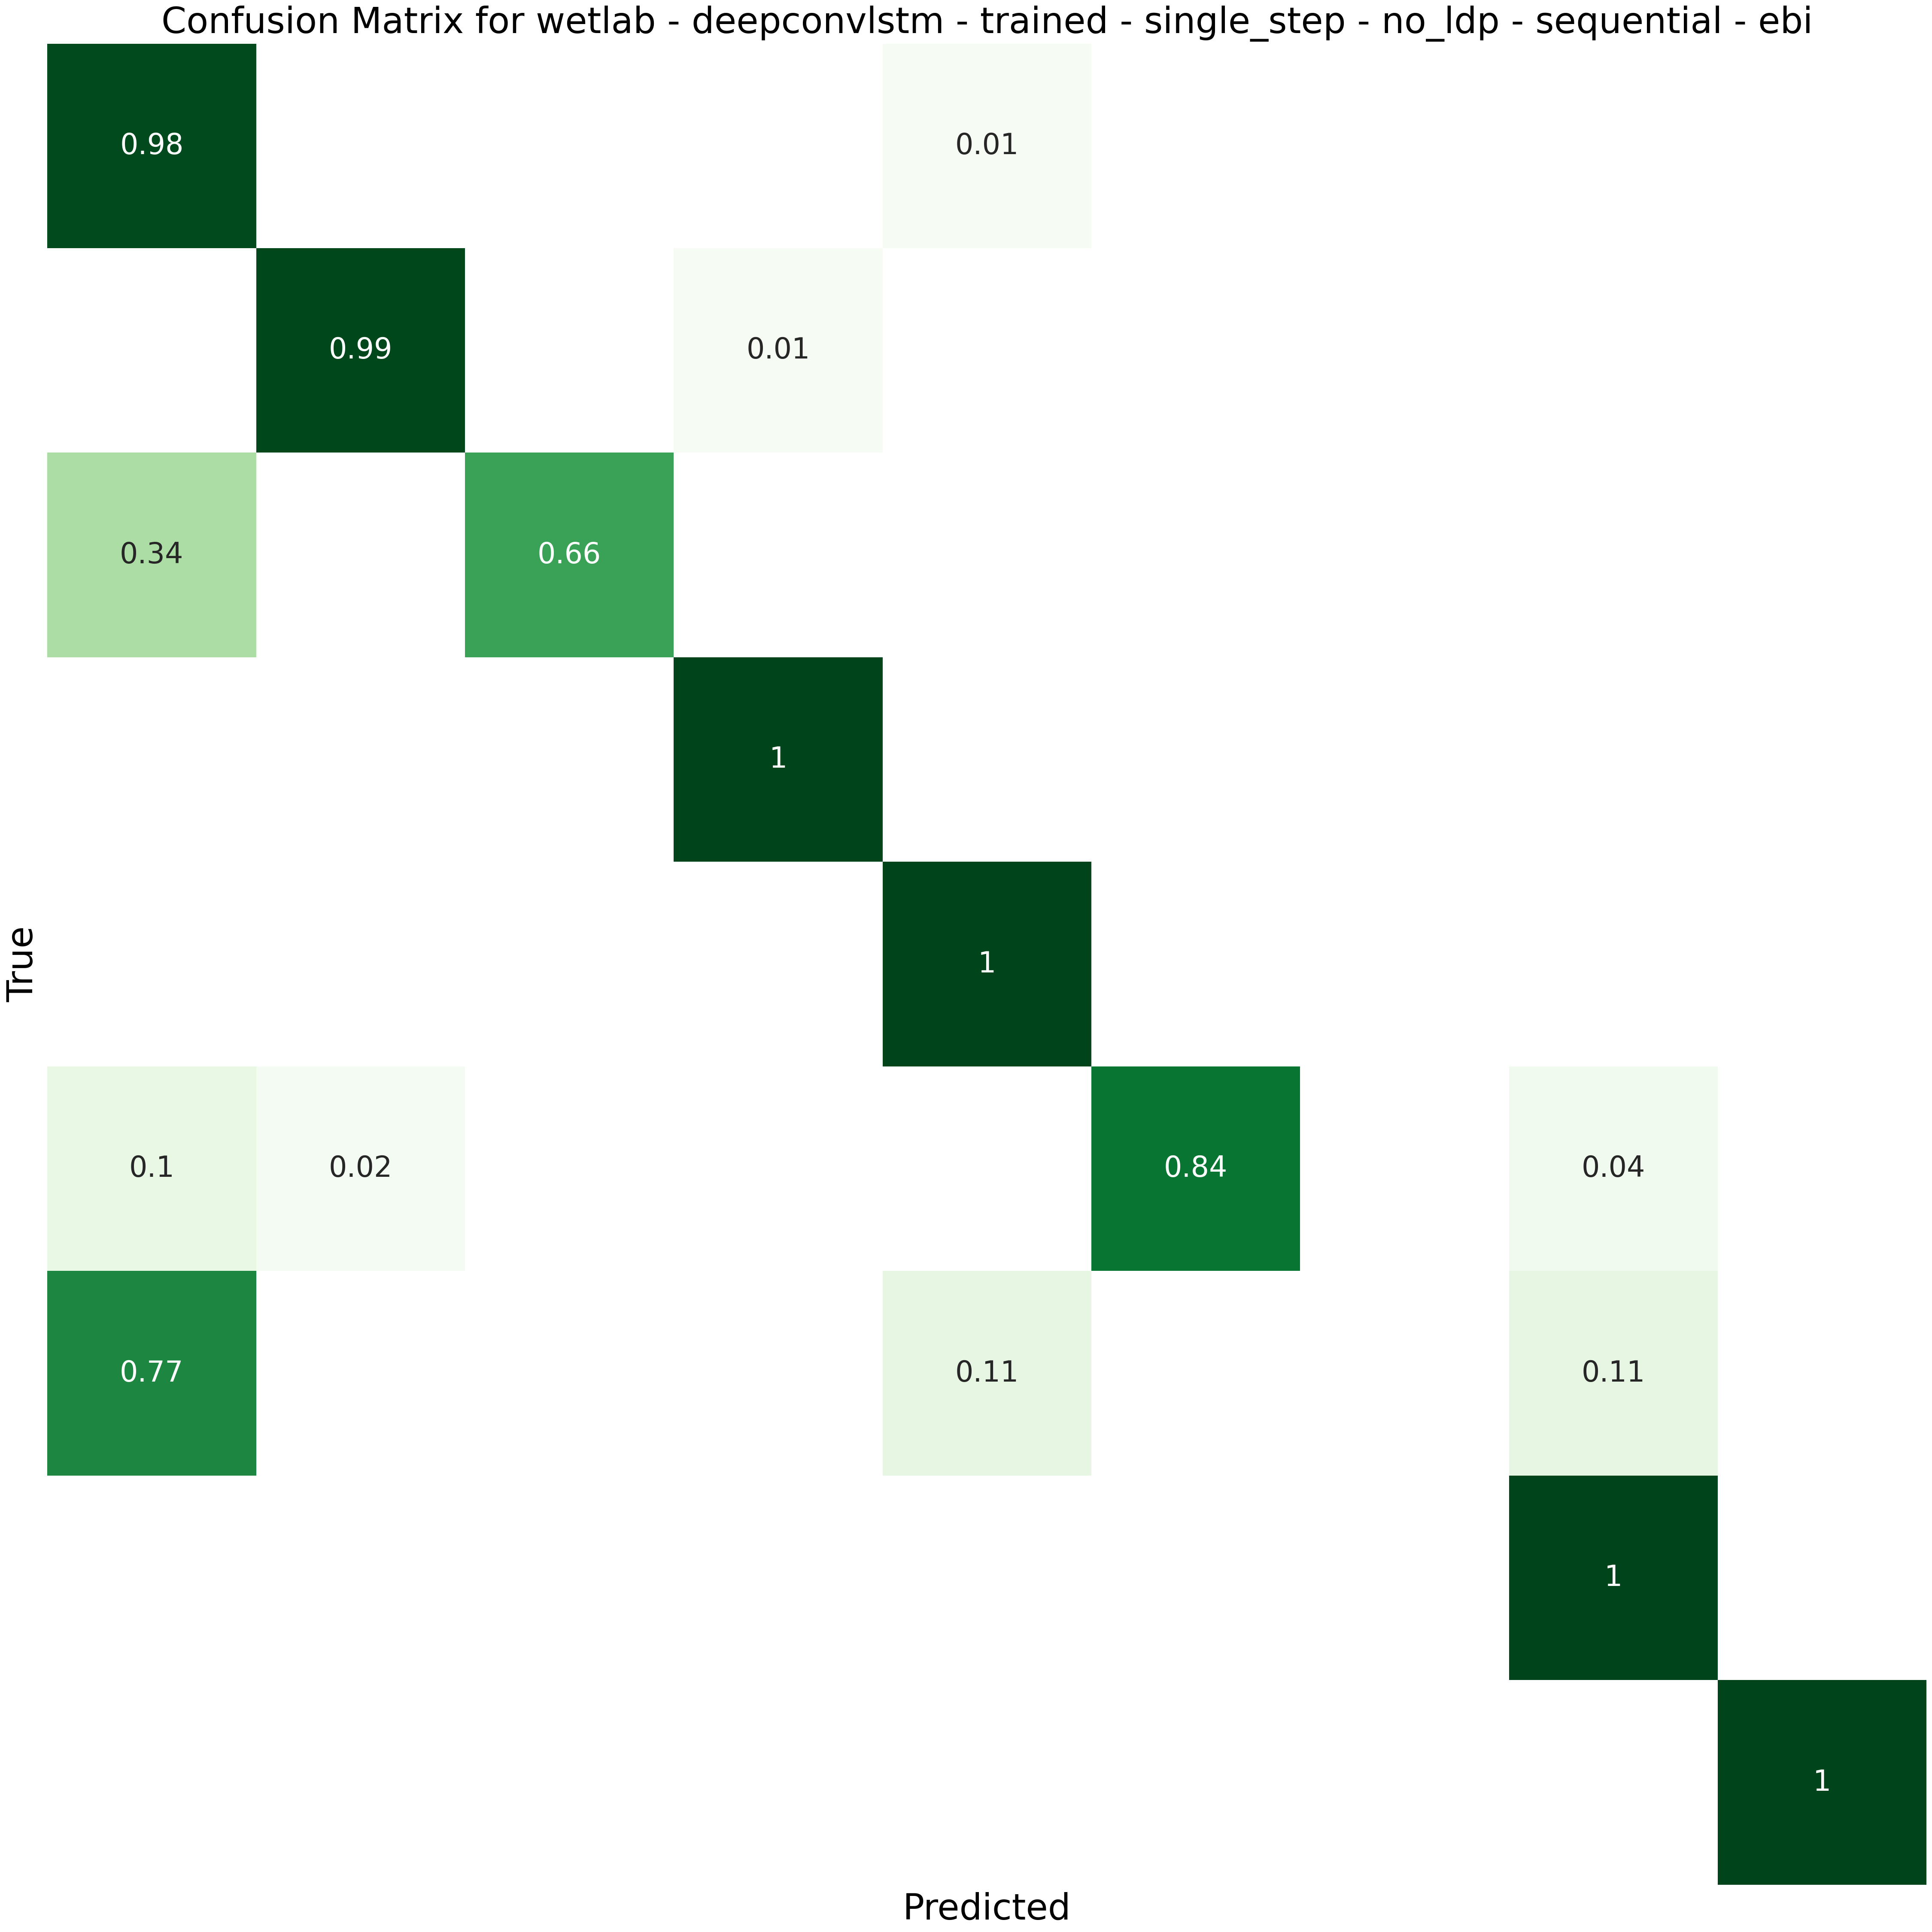 Confusion Matrix for wetlab - deepconvlstm - trained - single_step - no_ldp - sequential - ebi
0.98 0.01
0.99 0.01
0.34 0.66
1
True
1
0.1 0.02 0.84 0.04
0.77 0.11 0.11
1
1
Predicted